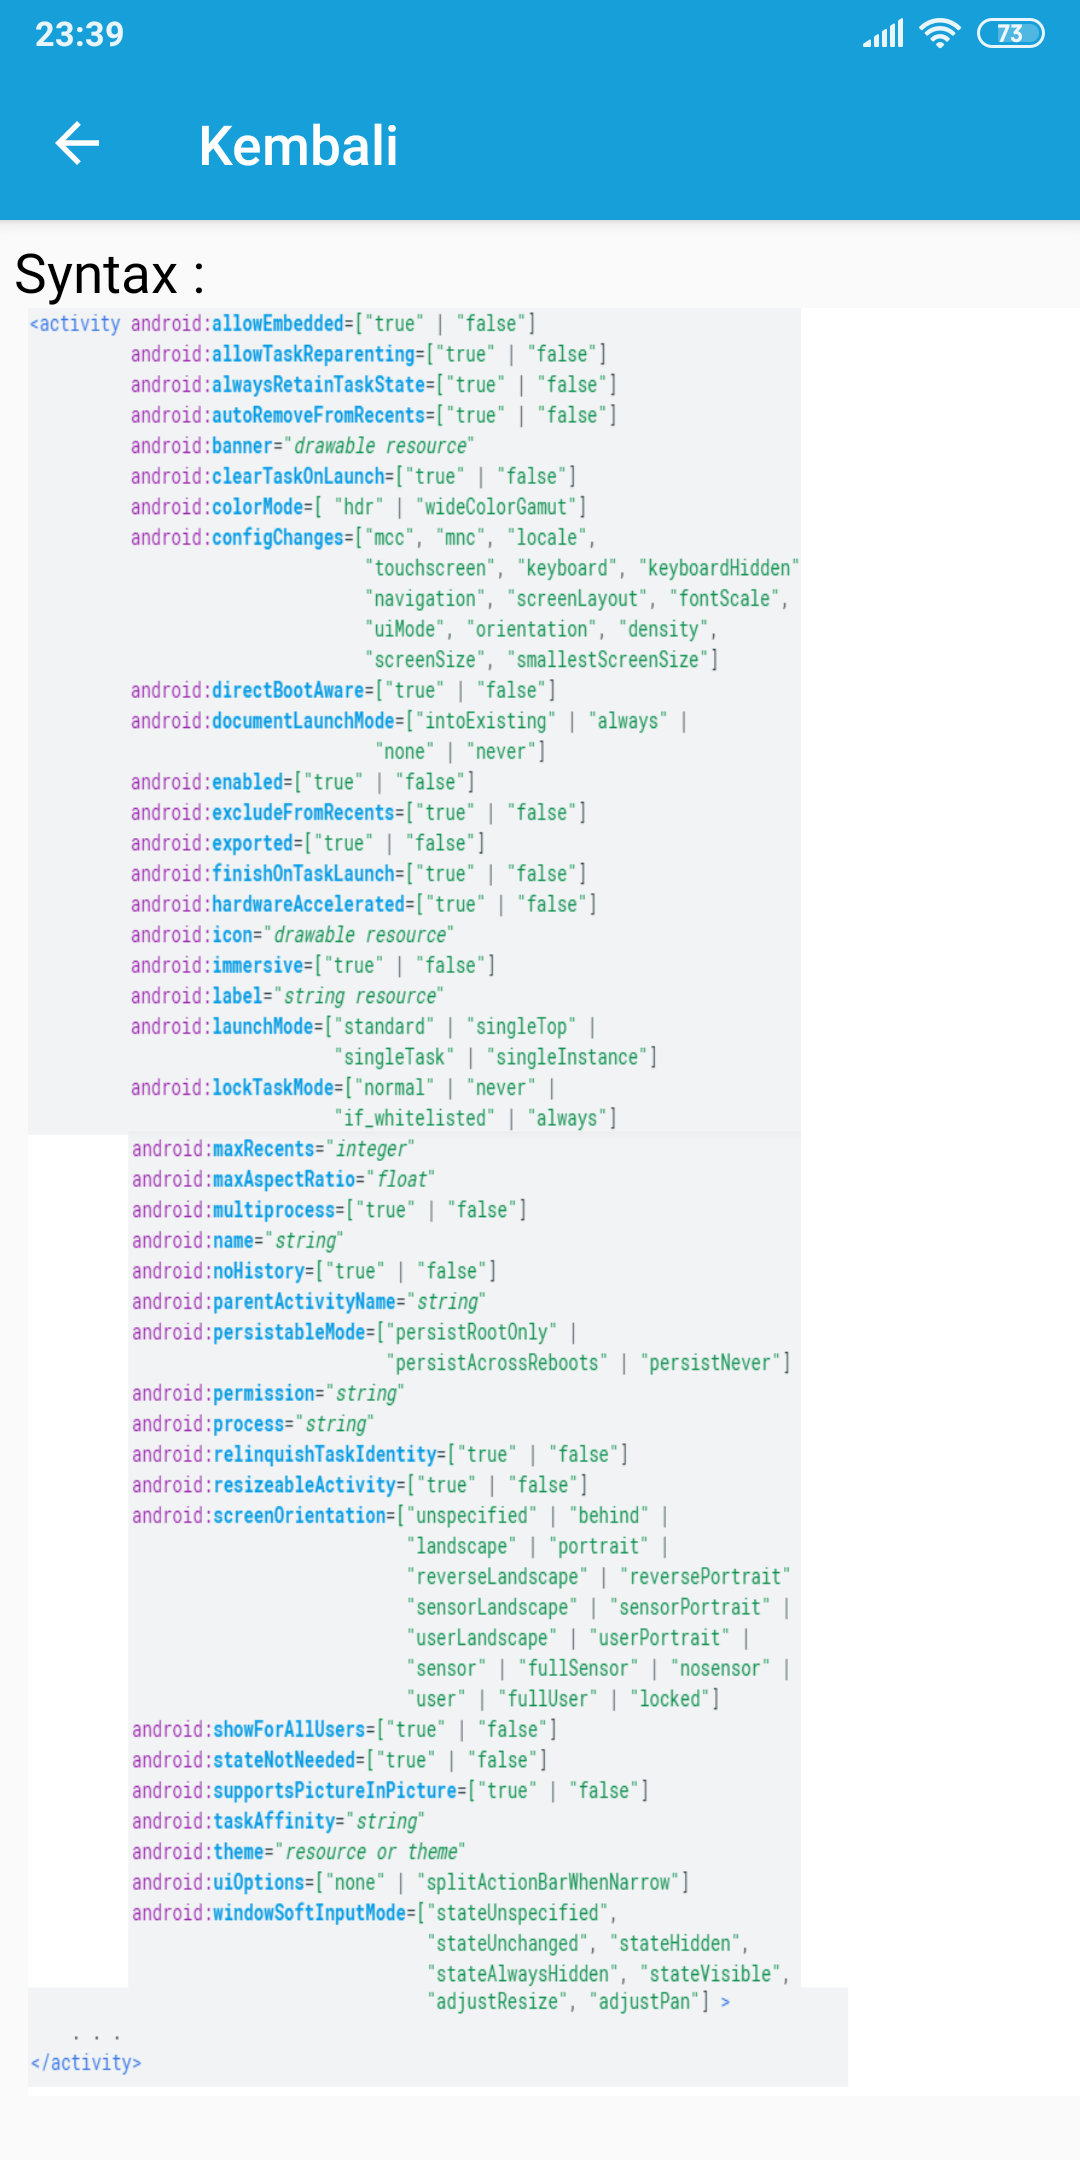 23:39
73
Kembali
Syntax :
<activity android:allowEmbedded=["true" | "false"]
android:allowTaskReparenting=["true" | "false"]
android:alwaysRetainTaskState=["true" | "false"]
android:autoRemoveFromRecents=["true" | "false"]
android:banner="drawable resource"
android:clearTaskOnLaunch=["true" | "false"]
android:colorMode=[ "hdr" | "wideColorGamut"]
android:configChanges=["mcc", "mnc", "locale",
"touchscreen", "keyboard", "keyboardHidden"
"navigation", "screenLayout", "fontScale",
"uiMode", "orientation", "density",
"screenSize", "smallestScreenSize"]
android:directBootAware=["true" | "false"]
android:documentLaunchMode=["intoExisting" | "always" |
"none" | "never"]
android:enabled=["true" | "false"]
android:excludeFromRecents=["true" | "false"]
android:exported=["true" | "false"]
android:finishOnTaskLaunch=["true" | "false"]
android:hardwareAccelerated=["true" | "false"]
android:icon="drawable resource"
android:immersive=["true" | "false"]
android:label="string resource"
android:launchMode=["standard" | "singleTop" |
"singleTask" | "singleInstance"]
android:lockTaskMode=["normal" | "never" |
"if_whitelisted" | "always"]
android:maxRecents="integer"
android:maxAspectRatio="float"
android:multiprocess=["true" | "false"]
android:name="string"
android:noHistory=["true" | "false"]
android:parentActivityName="string"
android:persistableMode=["persistRootOnly" |
"persistAcrossReboots" | "persistNever"]
android:permission="string"
android:process="string"
android:relinquishTaskIdentity=["true" | "false"]
android:resizeableActivity=["true" | "false"]
android:screenOrientation=["unspecified" | "behind" |
"landscape" | "portrait" |
"reverseLandscape" | "reversePortrait"
"sensorLandscape" | "sensorPortrait" |
"userLandscape" | "userPortrait" |
"sensor" | "fullSensor" | "nosensor" |
"user" | "fullUser" | "locked"]
android:showForAllUsers=["true" | "false"]
android:stateNotNeeded=["true" | "false"]
android:supportsPictureInPicture=["true" | "false"]
android:taskAffinity="string"
android:theme="resource or theme"
android:uiOptions=["none" | "splitActionBarWhenNarrow"]
android:windowSoftInputMode=["stateUnspecified",
"stateUnchanged", "stateHidden",
"stateAlwaysHidden", "stateVisible",
"adjustResize", "adjustPan"] >
. . .
</activity>